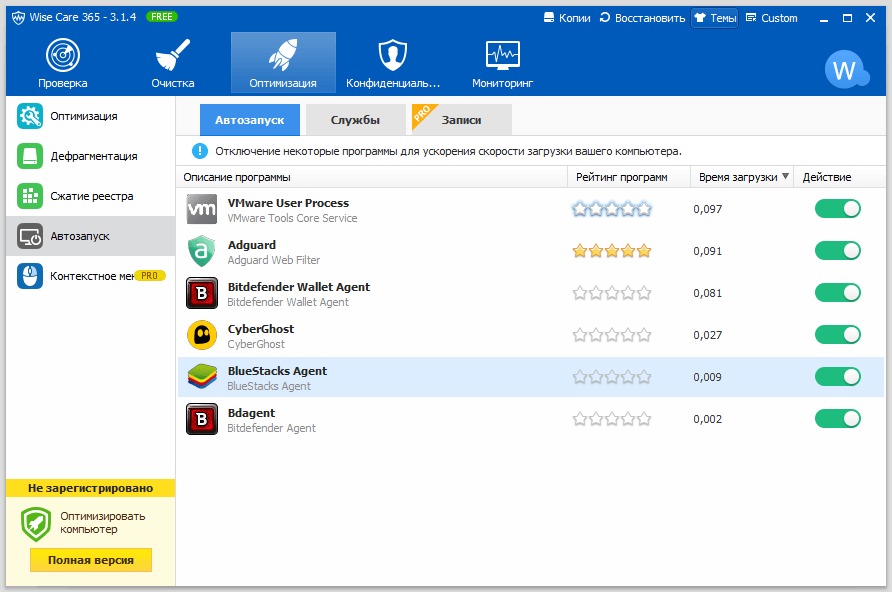 Wise Care 365 - 3.1.4 FREE
Копии Восстановить Темы Custom
Проверка Очистка Оптимизация Конфиденциаль... Мониторинг
W
Оптимизация
Дефрагментация
Сжатие реестра
Автозапуск
Контекстное мен PRO
Автозапуск Службы PRO Записи
! Отключение некоторые программы для ускорения скорости загрузки вашего компьютера.
Описание программы Рейтинг программ Время загрузки Действие
vm VMware User Process 0,097
VMware Tools Core Service
a Adguard 0,091
Adguard Web Filter
B Bitdefender Wallet Agent 0,081
Bitdefender Wallet Agent
CyberGhost 0,027
CyberGhost
BlueStacks Agent 0,009
BlueStacks Agent
B Bdagent 0,002
Bitdefender Agent
Не зарегистрировано
Оптимизировать
компьютер
Полная версия